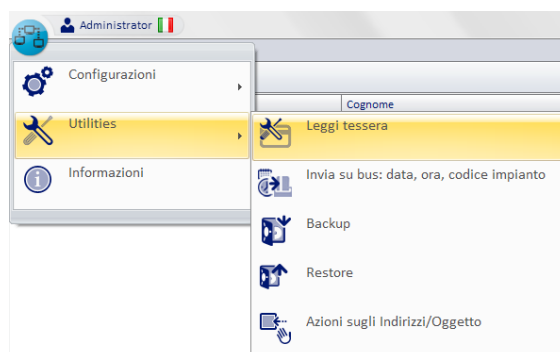 Administrator
Configurazioni
Cognome
Utilities
Leggi tessera
Informazioni
Invia su bus: data, ora, codice impianto
Backup
Restore
Azioni sugli Indirizzi/Oggetto